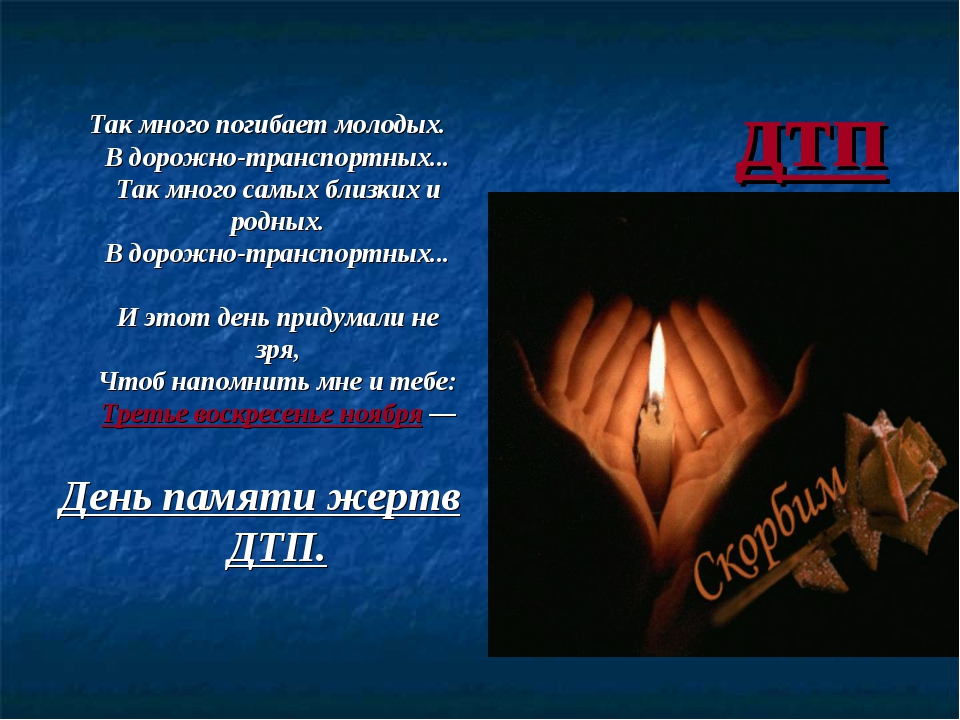 дтп
Так много погибает молодых.
В дорожно-транспортных...
Так много самых близких и
родных.
В дорожно-транспортных...
И этот день придумали не
зря,
Чтоб напомнить мне и тебе:
Третье воскресенье ноября —
День памяти жертв
ДТП.
Скорбим